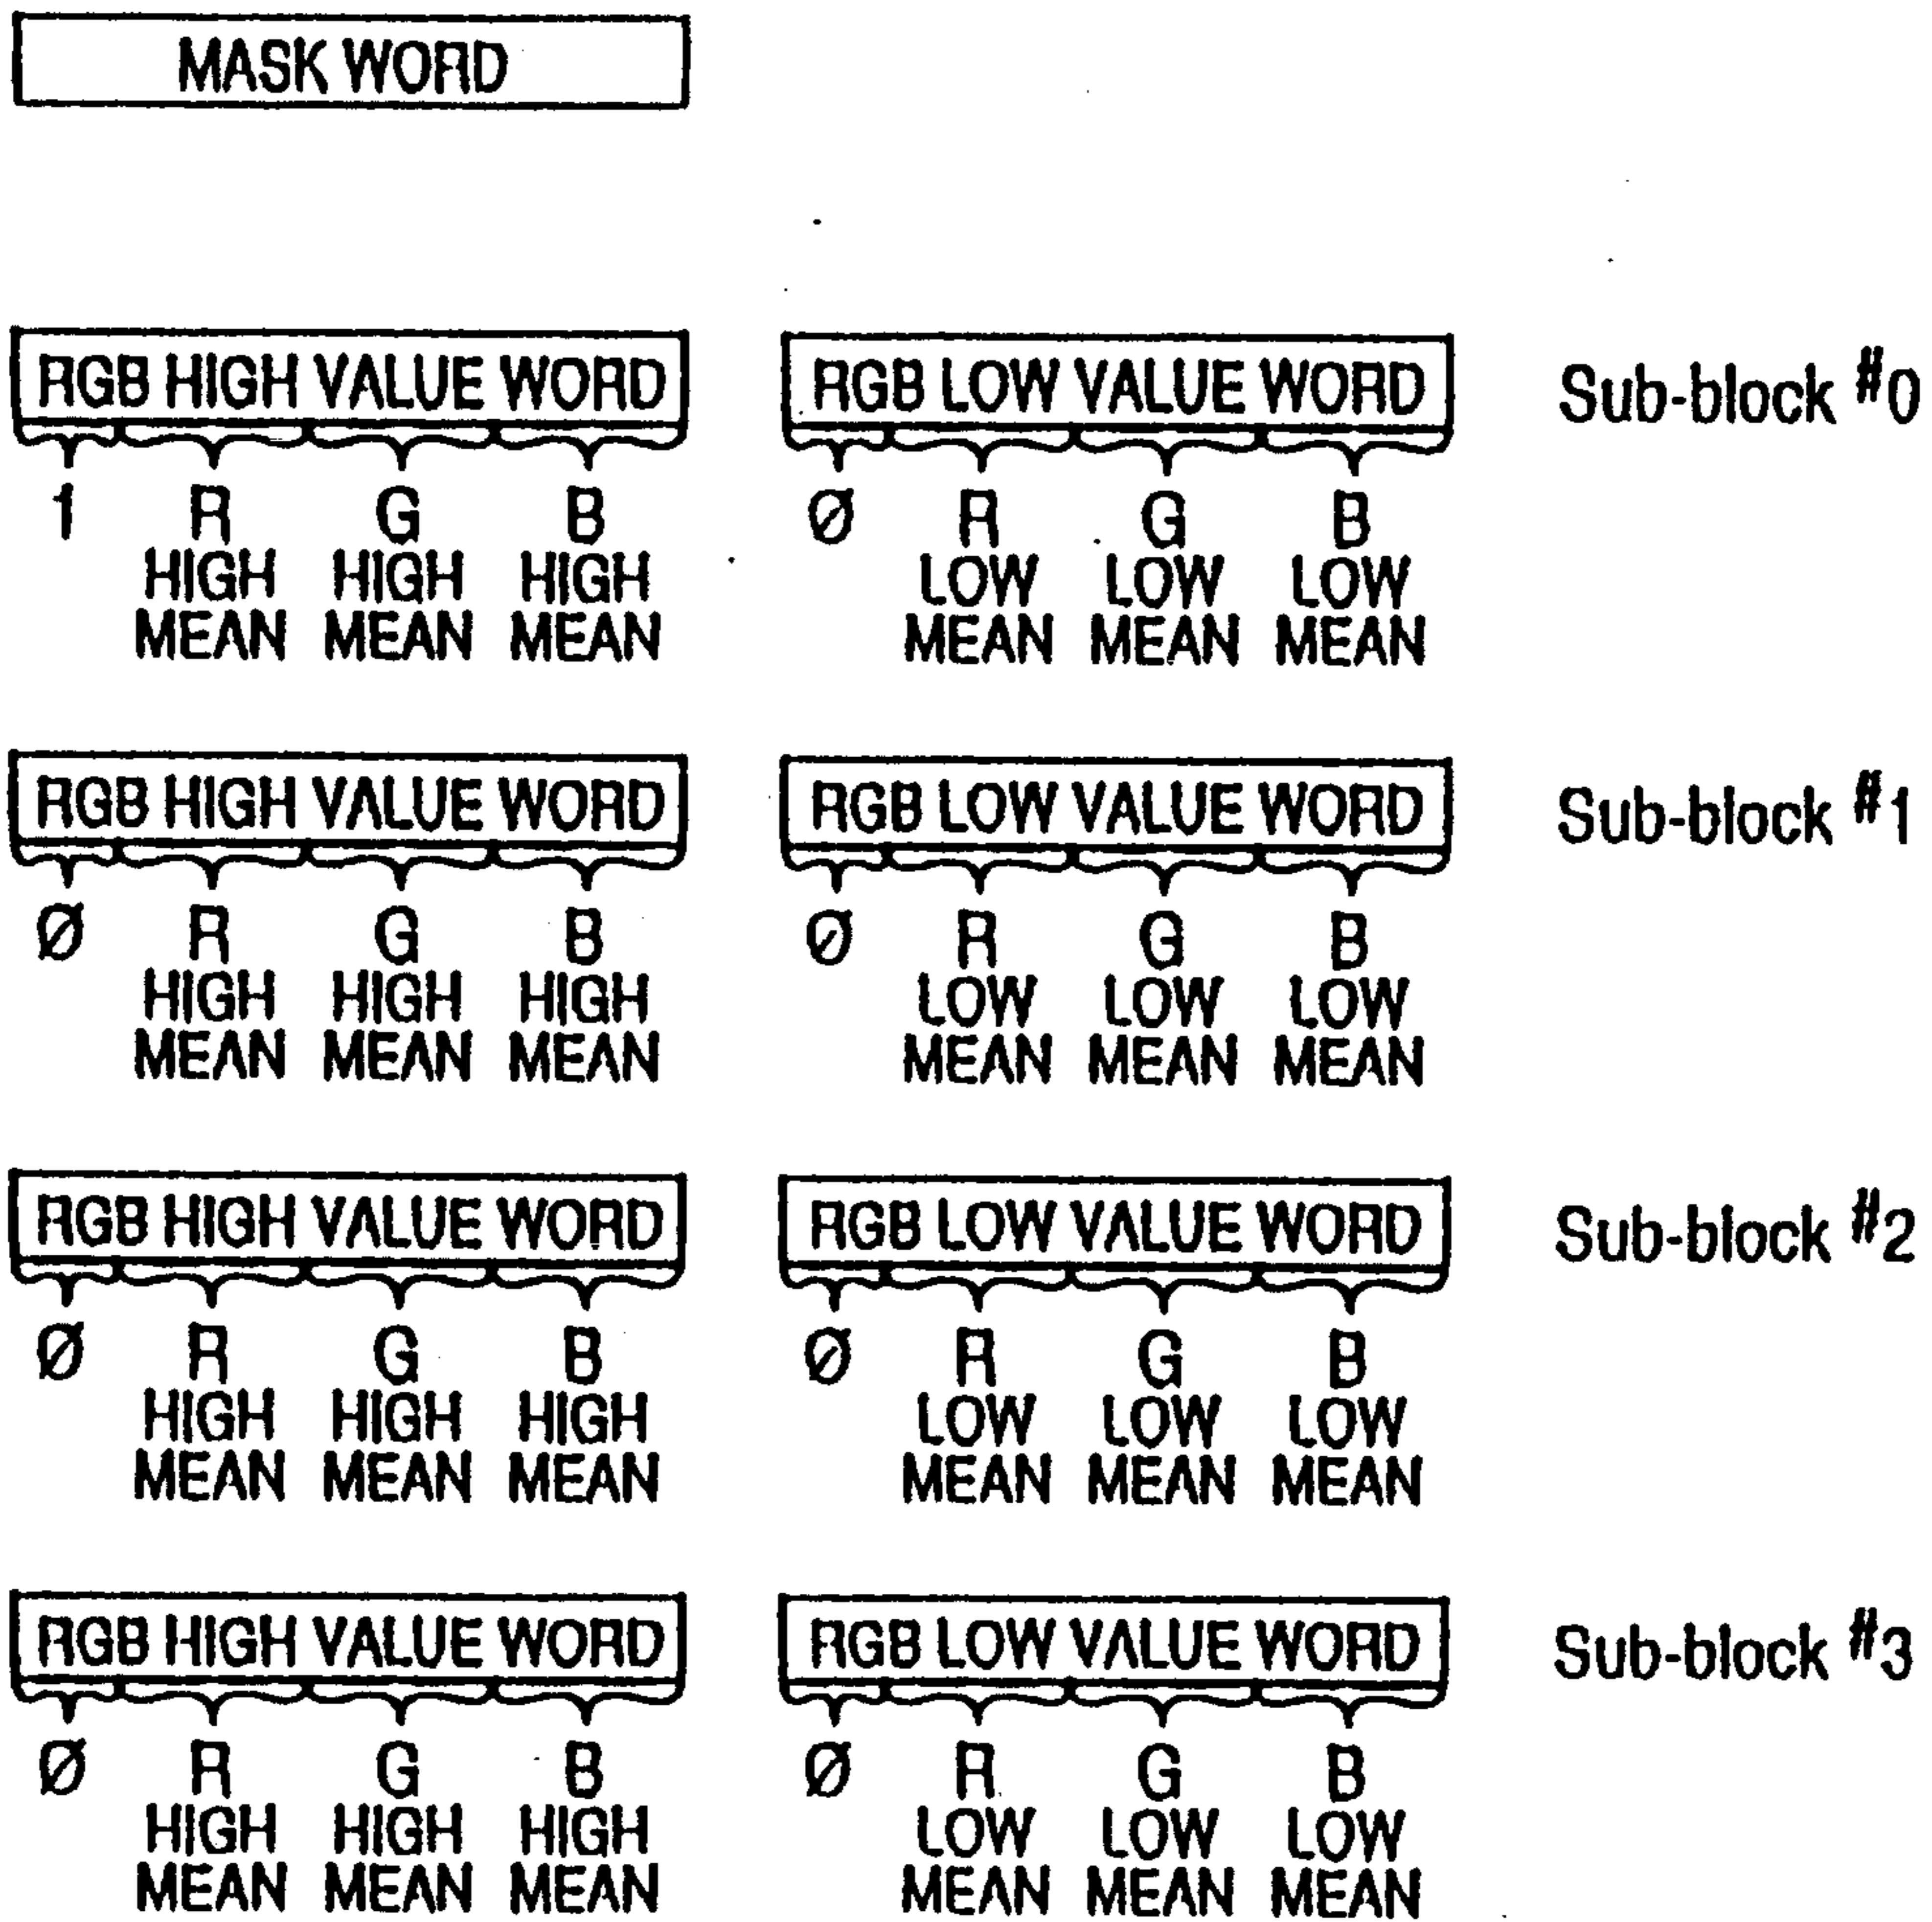 MASK WORD
RGB HIGH VALUE WORD RGB LOW VALUE WORD Sub-block #0
1 R G B Ø R G B
HIGH HIGH HIGH LOW LOW LOW
MEAN MEAN MEAN MEAN MEAN MEAN
RGB HIGH VALUE WORD RGB LOW VALUE WORD Sub-block #1
Ø R G B Ø R G B
HIGH HIGH HIGH LOW LOW LOW
MEAN MEAN MEAN MEAN MEAN MEAN
RGB HIGH VALUE WORD RGB LOW VALUE WORD Sub-block #2
Ø R G B Ø R G B
HIGH HIGH HIGH LOW LOW LOW
MEAN MEAN MEAN MEAN MEAN MEAN
RGB HIGH VALUE WORD RGB LOW VALUE WORD Sub-block #3
Ø R G B Ø R G B
HIGH HIGH HIGH LOW LOW LOW
MEAN MEAN MEAN MEAN MEAN MEAN